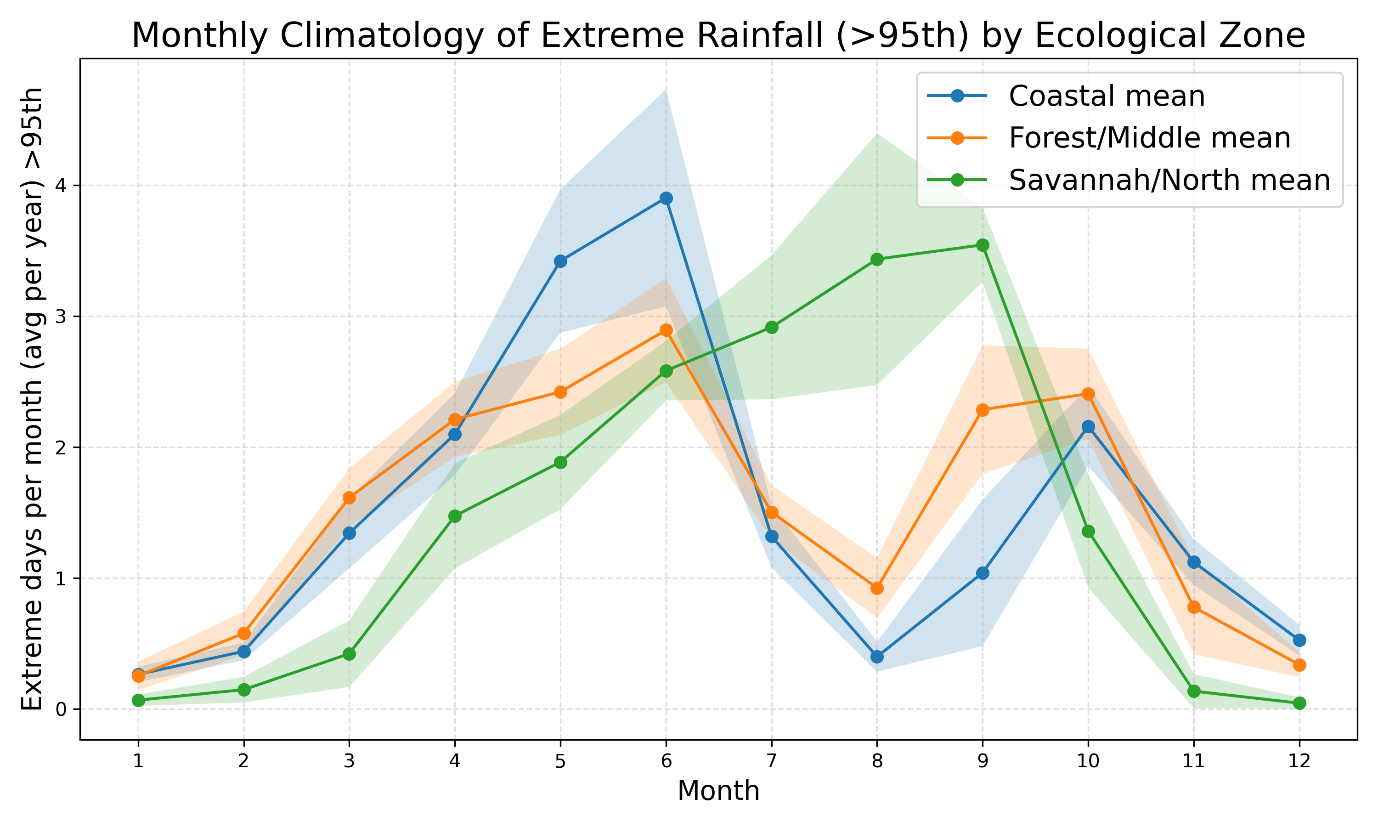 Monthly Climatology of Extreme Rainfall (>95th) by Ecological Zone
Extreme days per month (avg per year) >95th
Coastal mean
Forest/Middle mean
Savannah/North mean
4
3
2
1
0
1 2 3 4 5 6 7 8 9 10 11 12
Month